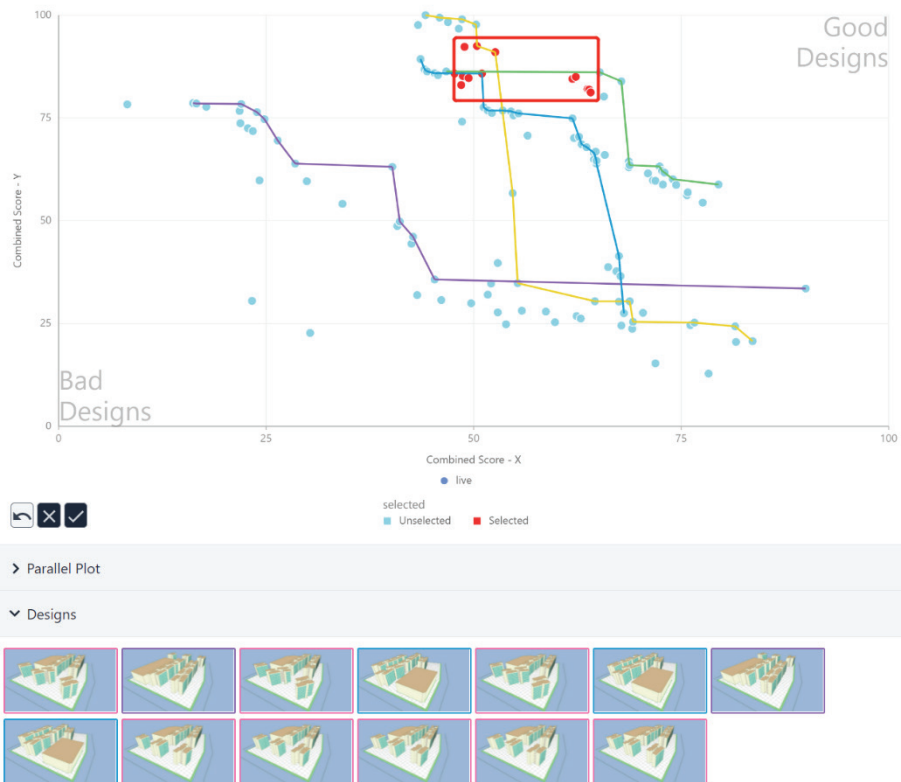 100
Good
Designs
75
Combined Score - Y
50
25
Bad
Designs
0
0
25
50
75
100
Combined Score - X
live
selected
Unselected
Selected
Parallel Plot
Designs